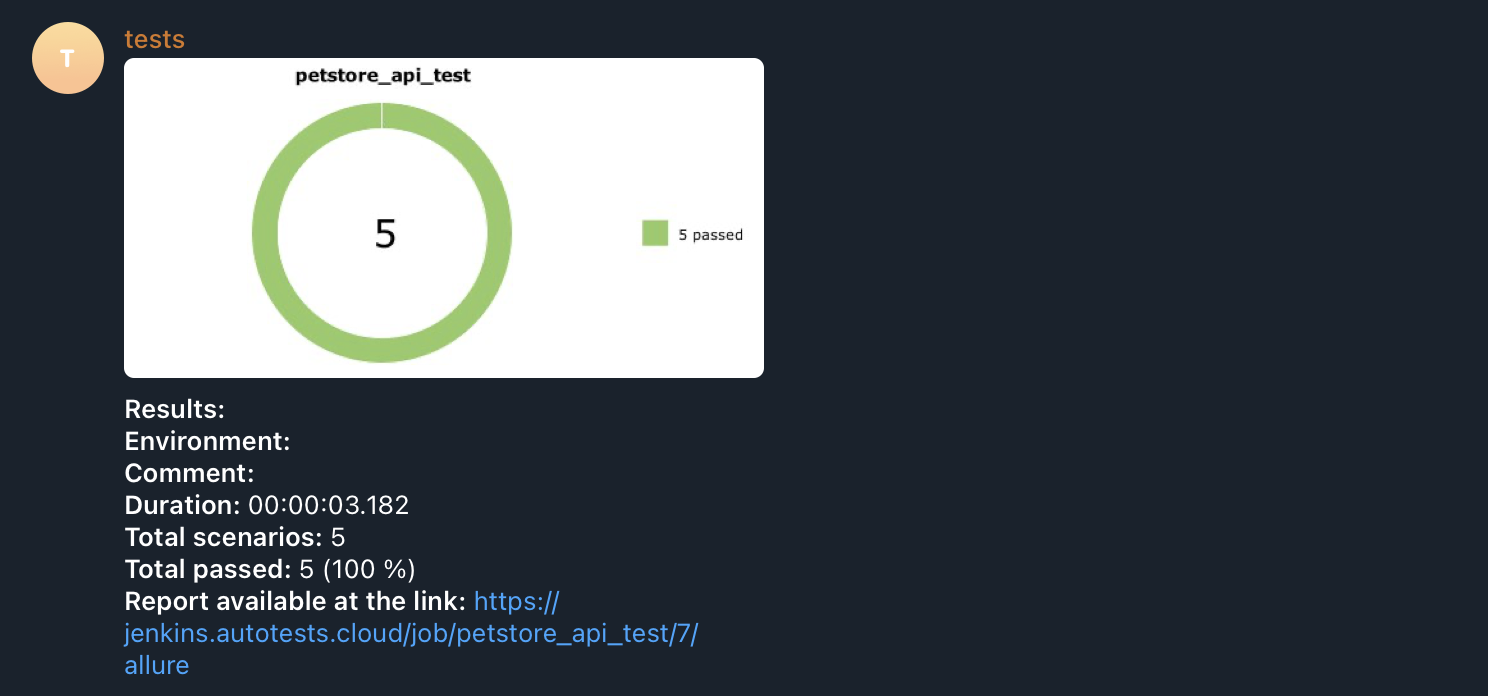 T
tests
petstore_api_test
5
5 passed
Results:
Environment:
Comment:
Duration: 00:00:03.182
Total scenarios: 5
Total passed: 5 (100 %)
Report available at the link: https://
jenkins.autotests.cloud/job/petstore_api_test/7/
allure